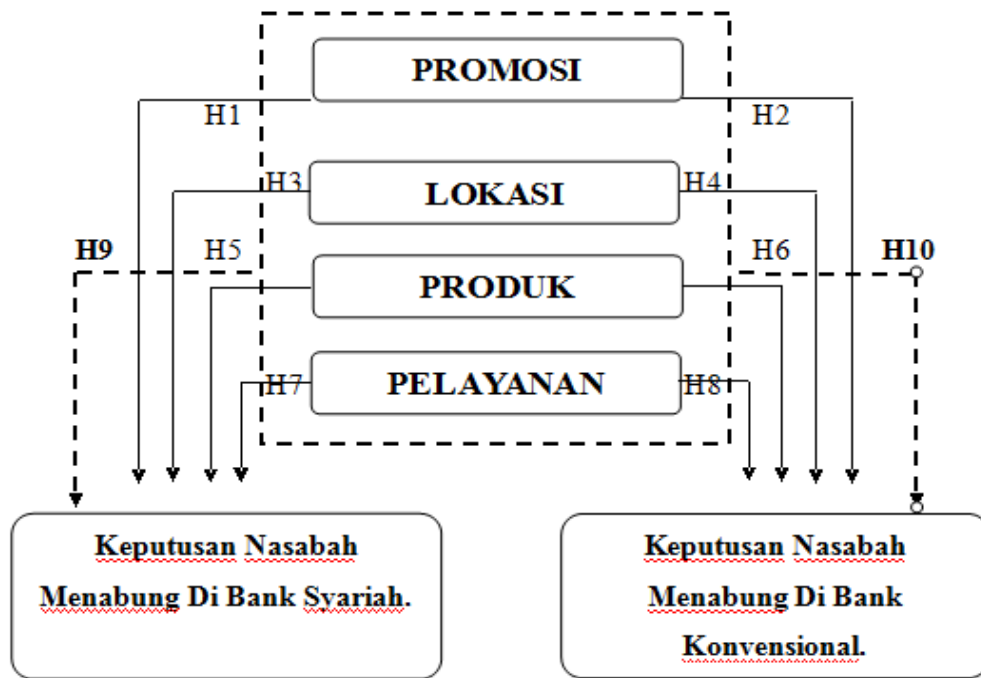 PROMOSI
H1
H2
H3
LOKASI
H4
H9
H5
H6
H10
PRODUK
H7
PELAYANAN
H8
Keputusan Nasabah
Menabung Di Bank Syariah.
Keputusan Nasabah
Menabung Di Bank
Konvensional.